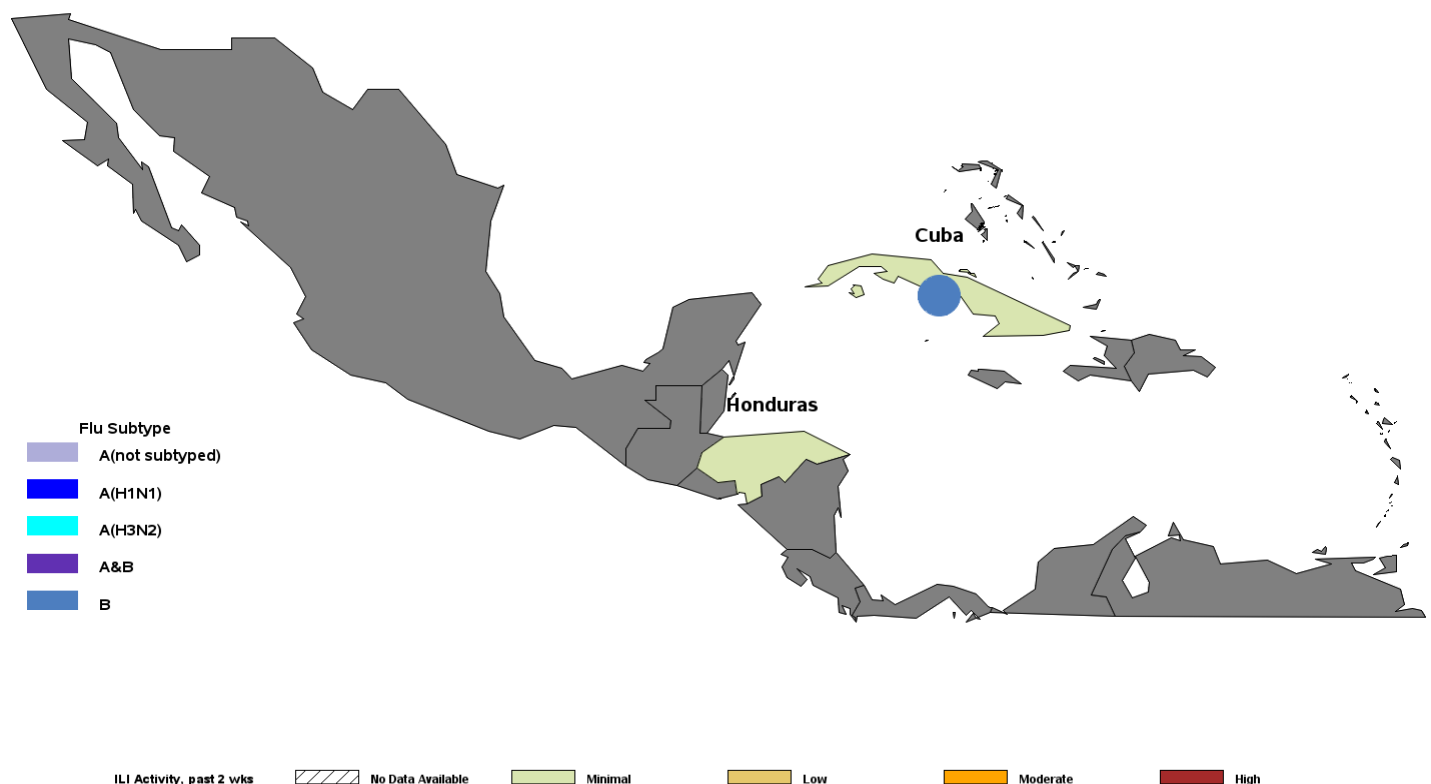 Cuba
Honduras
Flu Subtype
A(not subtyped)
A(H1N1)
A(H3N2)
A&B
B
ILI Activity, past 2 wks No Data Available Minimal Low Moderate High